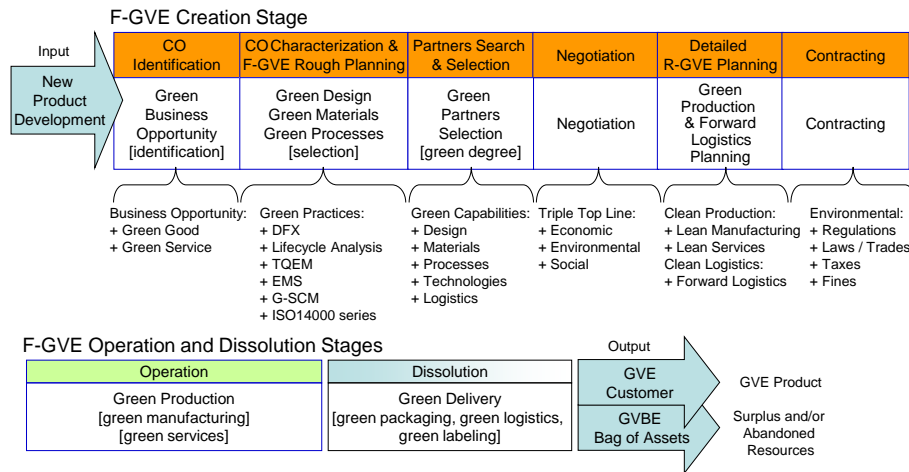 F-GVE Creation Stage
Input
New
Product
Development
CO
Identification
CO Characterization &
F-GVE Rough Planning
Partners Search
& Selection
Negotiation
Detailed
R-GVE Planning
Contracting
Green
Business
Opportunity
[identification]
Green Design
Green Materials
Green Processes
[selection]
Green
Partners
Selection
[green degree]
Negotiation
Green
Production
& Forward
Logistics
Planning
Contracting
Business Opportunity:
+ Green Good
+ Green Service
Green Practices:
+ DFX
+ Lifecycle Analysis
+ TQEM
+ EMS
+ G-SCM
+ ISO14000 series
Green Capabilities:
+ Design
+ Materials
+ Processes
+ Technologies
+ Logistics
Triple Top Line:
+ Economic
+ Environmental
+ Social
Clean Production:
+ Lean Manufacturing
+ Lean Services
Clean Logistics:
+ Forward Logistics
Environmental:
+ Regulations
+ Laws / Trades
+ Taxes
+ Fines
F-GVE Operation and Dissolution Stages
Operation
Green Production
[green manufacturing]
[green services]
Dissolution
Green Delivery
[green packaging, green logistics,
green labeling]
Output
GVE
Customer
GVBE
Bag of Assets
GVE Product
Surplus and/or
Abandoned
Resources